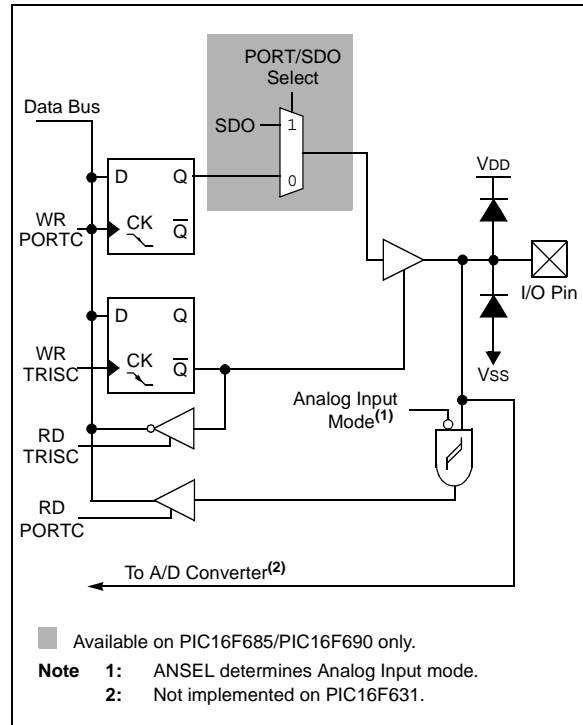 PORT/SDO
Select
Data Bus
SDO
1
0
VDD
D Q
WR
PORTC
CK
Q
I/O Pin
D Q
WR
TRISC
CK
Q
VSS
Analog Input
Mode(1)
RD
TRISC
RD
PORTC
To A/D Converter(2)
Available on PIC16F685/PIC16F690 only.
Note 1: ANSEL determines Analog Input mode.
2: Not implemented on PIC16F631.